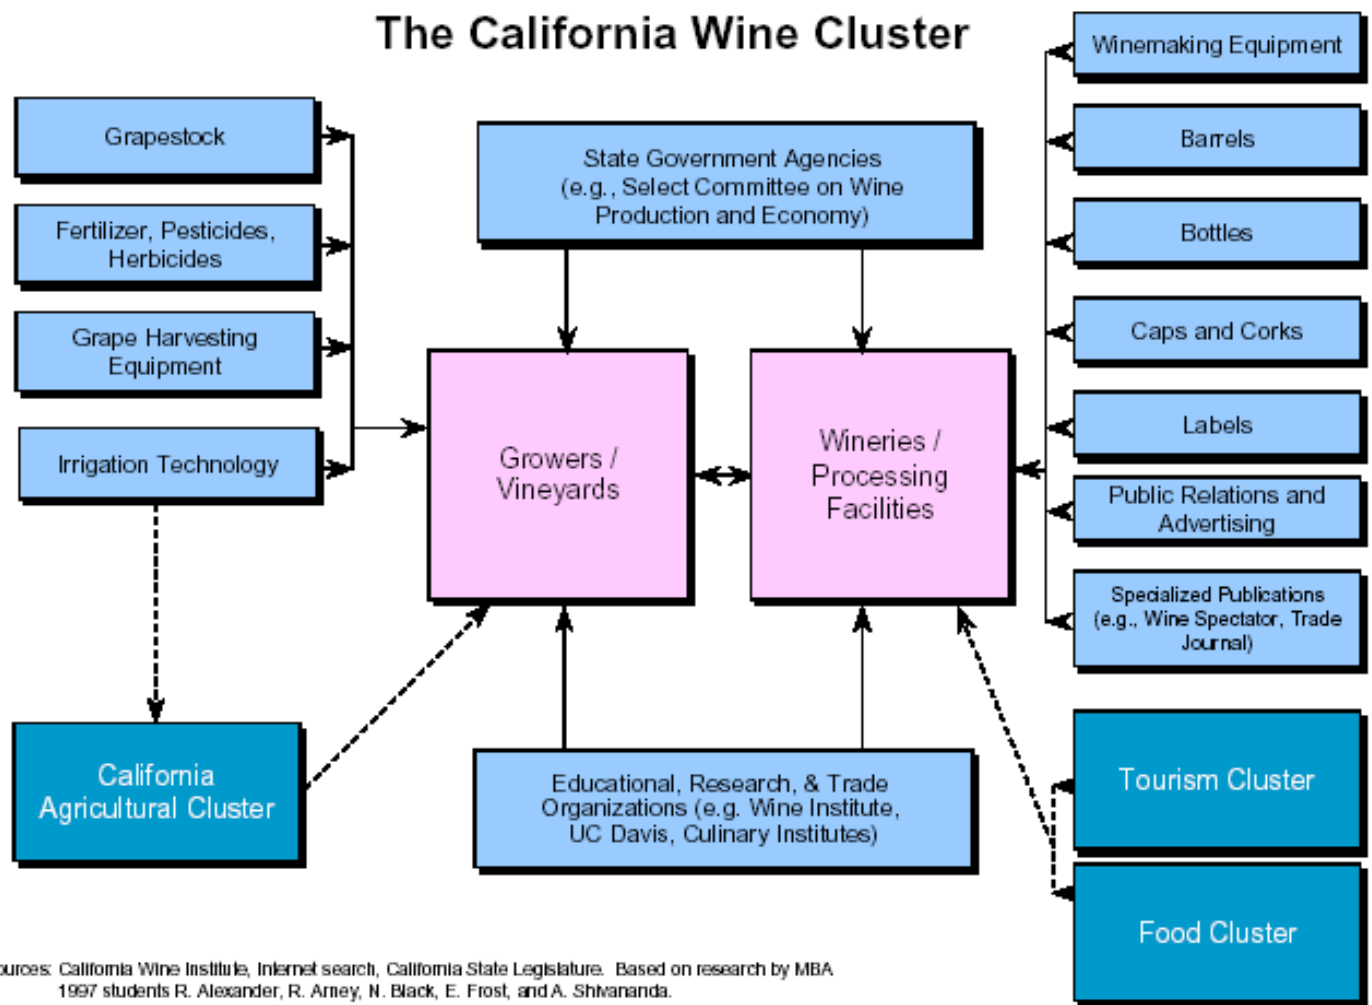 The California Wine Cluster
Grapestock
Fertilizer, Pesticides,
Herbicides
Grape Harvesting
Equipment
Irrigation Technology
California
Agricultural Cluster
State Government Agencies
(e.g., Select Committee on Wine
Production and Economy)
Growers /
Vineyards
Wineries /
Processing
Facilities
Educational, Research, & Trade
Organizations (e.g. Wine Institute,
UC Davis, Culinary Institutes)
Winemaking Equipment
Barrels
Bottles
Caps and Corks
Labels
Public Relations and
Advertising
Specialized Publications
(e.g., Wine Spectator, Trade
Journal)
Tourism Cluster
Food Cluster
ources: California Wine Institute, Internet search, California State Legislature. Based on research by MBA
1997 students R. Alexander, R. Arney, N. Black, E. Frost, and A. Shivananda.